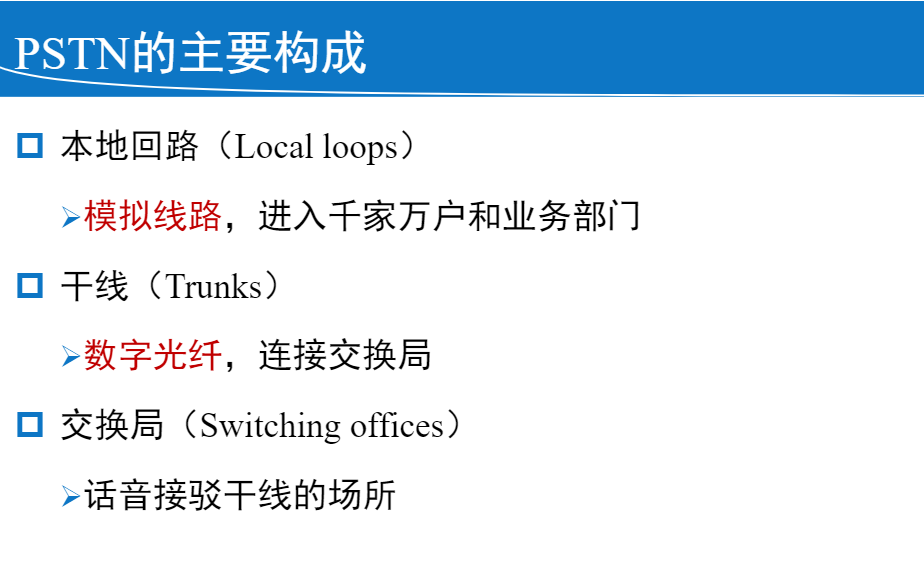 PSTN的主要构成
本地回路（Local loops）
模拟线路，进入千家万户和业务部门
干线（Trunks）
数字光纤，连接交换局
交换局（Switching offices）
话音接驳干线的场所